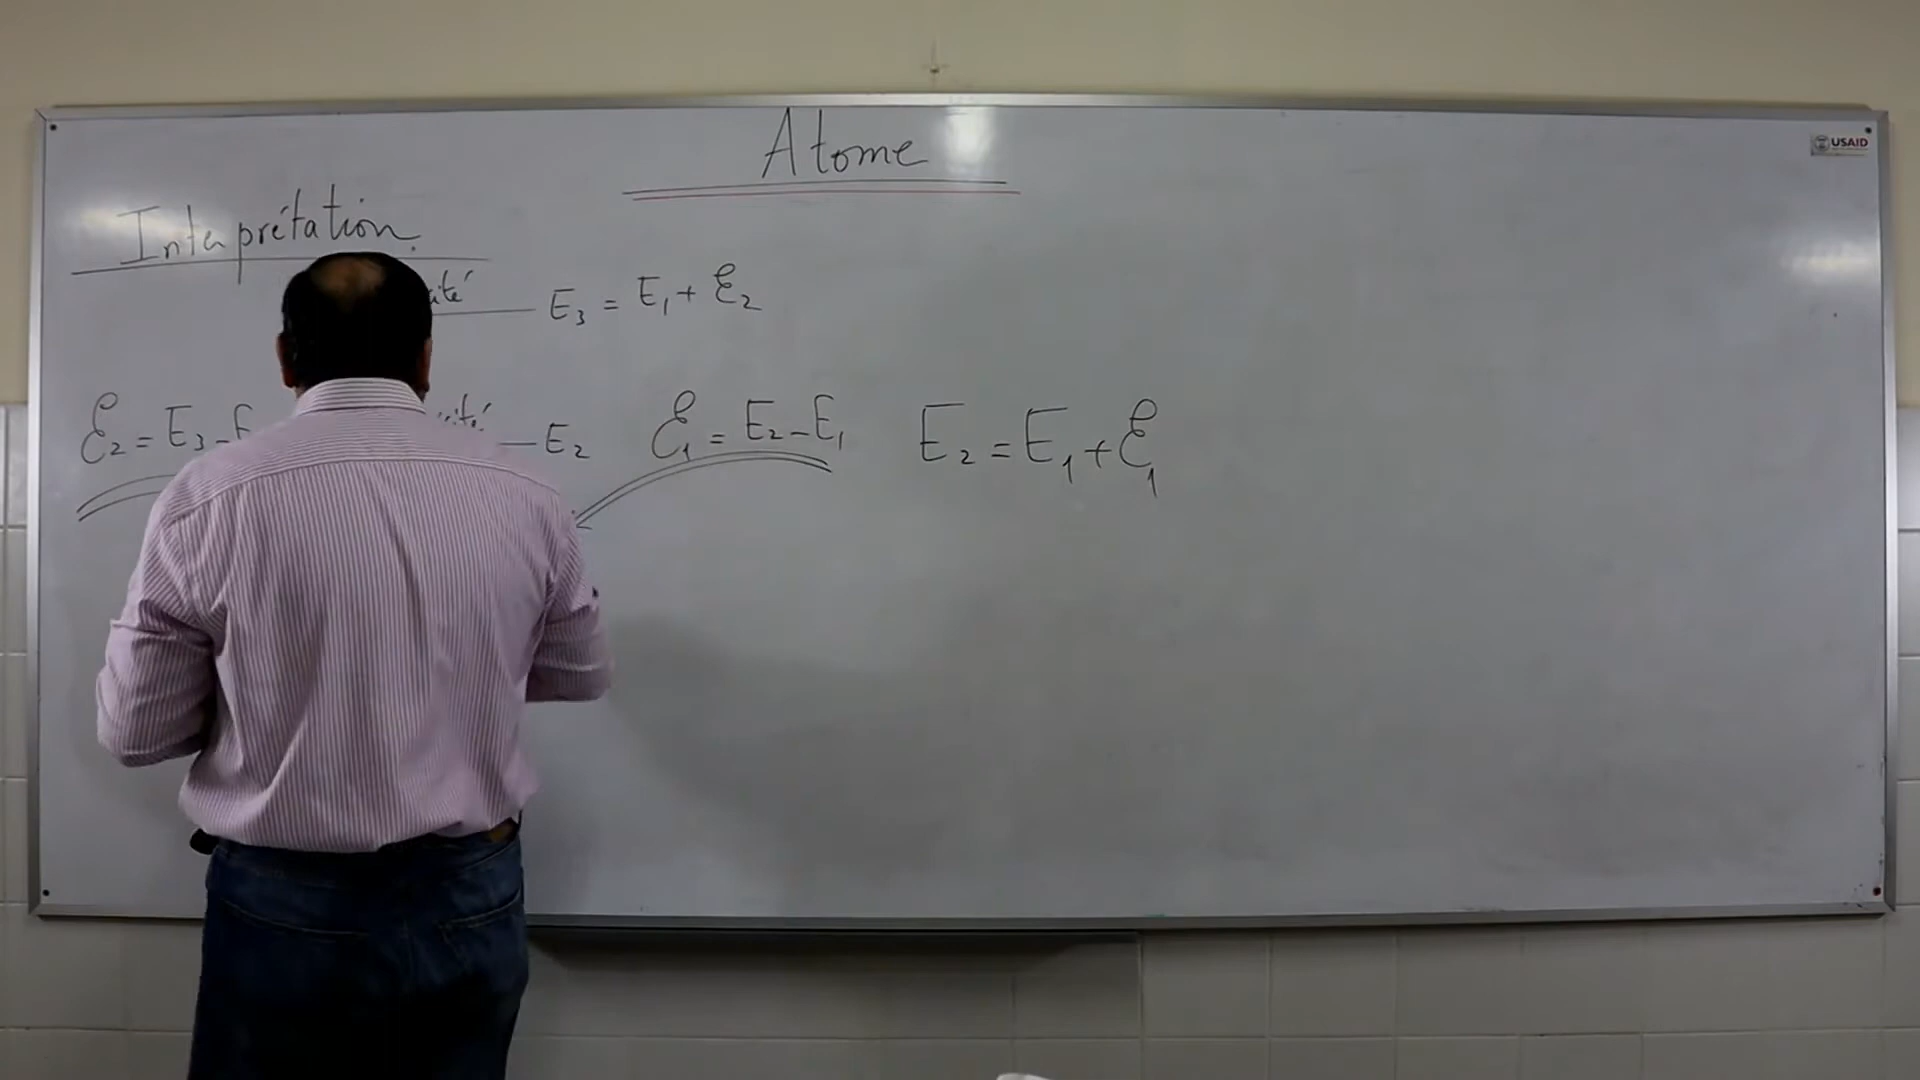 Atome
USAID
Interprétation.
E₃ = E₁ + ℰ₂
ℰ₂ = E₃ - E
E₂
ℰ₁ = E₂ - E₁
E₂ = E₁ + ℰ₁